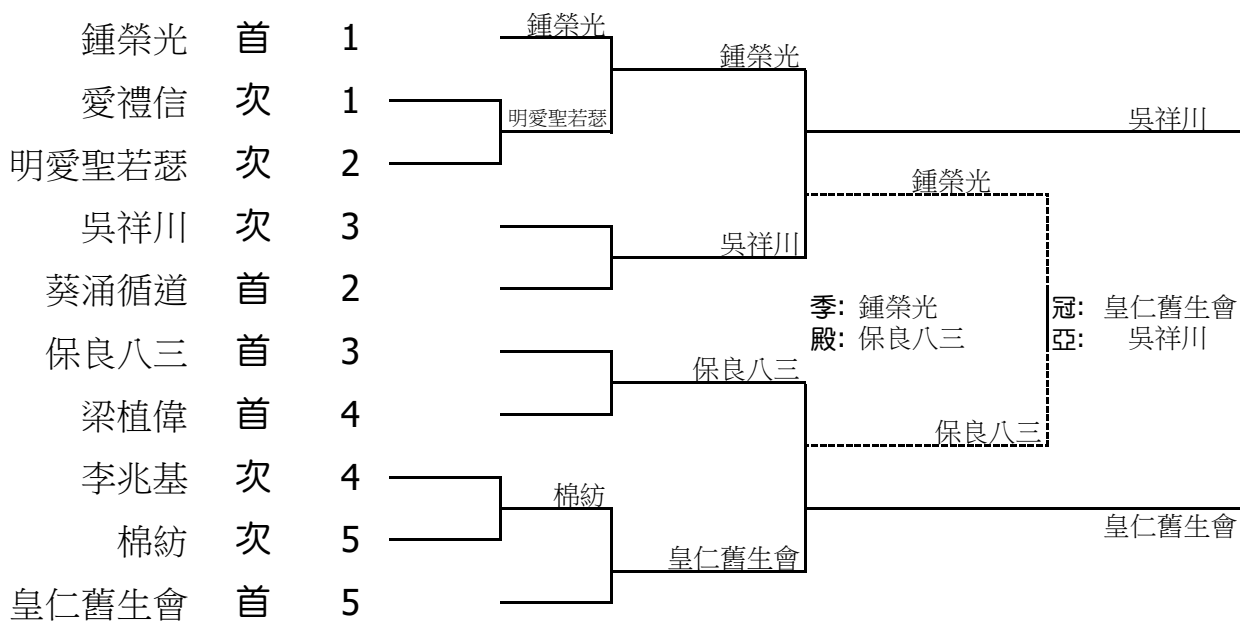 鍾榮光 首 1 鍾榮光
鍾榮光
愛禮信 次 1
明愛聖若瑟 吳祥川
明愛聖若瑟 次 2
鍾榮光
吳祥川 次 3
吳祥川
葵涌循道 首 2
季: 鍾榮光 冠: 皇仁舊生會
殿: 保良八三 亞: 吳祥川
保良八三 首 3
保良八三
梁植偉 首 4
保良八三
李兆基 次 4
棉紡
棉紡 次 5 皇仁舊生會
皇仁舊生會
皇仁舊生會 首 5